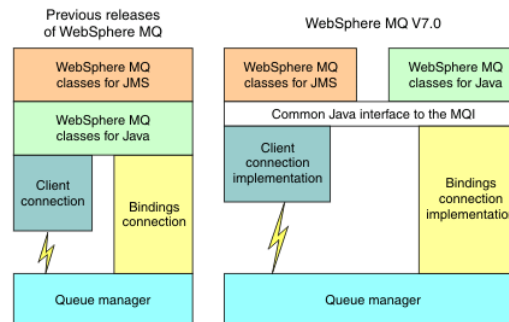 Previous releases
of WebSphere MQ
WebSphere MQ
classes for JMS
WebSphere MQ
classes for Java
Client
connection
Bindings
connection
Queue manager
WebSphere MQ V7.0
WebSphere MQ
classes for JMS
WebSphere MQ
classes for Java
Common Java interface to the MQI
Client
connection
implementation
Bindings
connection
implementation
Queue manager